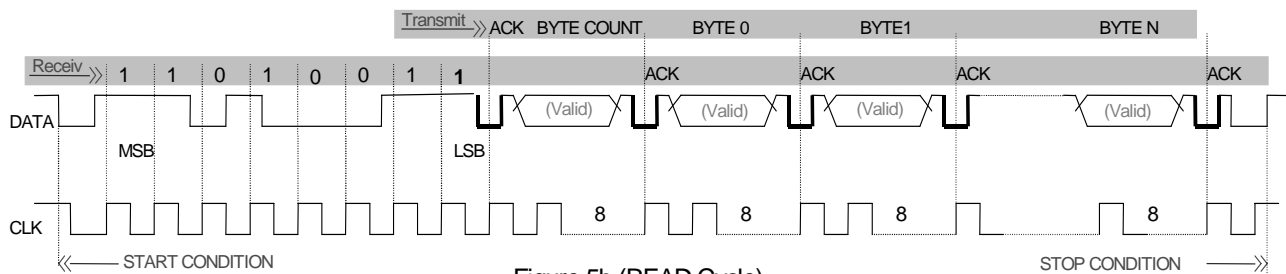 Transmit ACK BYTE COUNT BYTE 0 BYTE1 BYTE N
Receiv 1 1 0 1 0 0 1 1 ACK ACK ACK ACK
DATA (Valid) (Valid) (Valid) (Valid)
MSB LSB
CLK 8 8 8 8
START CONDITION STOP CONDITION
Figure 5b (READ Cycle)